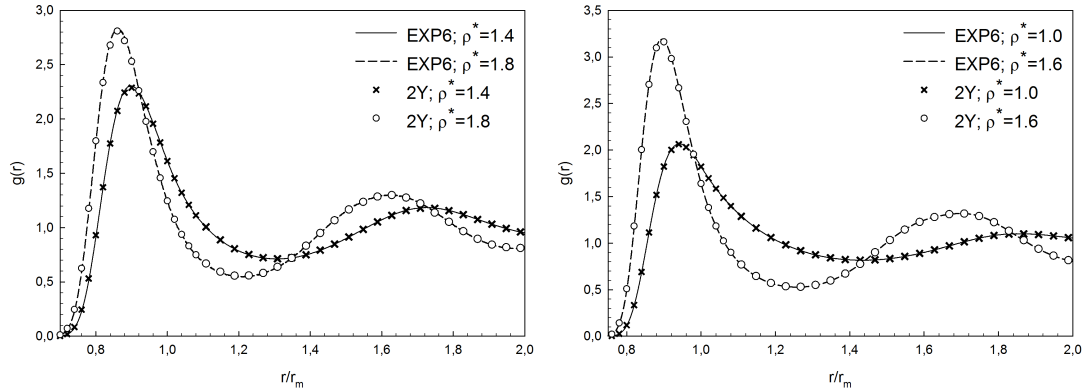 3,0
2,5
2,0
1,5
1,0
0,5
0,0
g(r)
EXP6; ρ*=1.4
EXP6; ρ*=1.8
2Y; ρ*=1.4
2Y; ρ*=1.8
0,8 1,0 1,2 1,4 1,6 1,8 2,0
r/rm
3,5
3,0
2,5
2,0
1,5
1,0
0,5
0,0
g(r)
EXP6; ρ*=1.0
EXP6; ρ*=1.6
2Y; ρ*=1.0
2Y; ρ*=1.6
0,8 1,0 1,2 1,4 1,6 1,8 2,0
r/rm